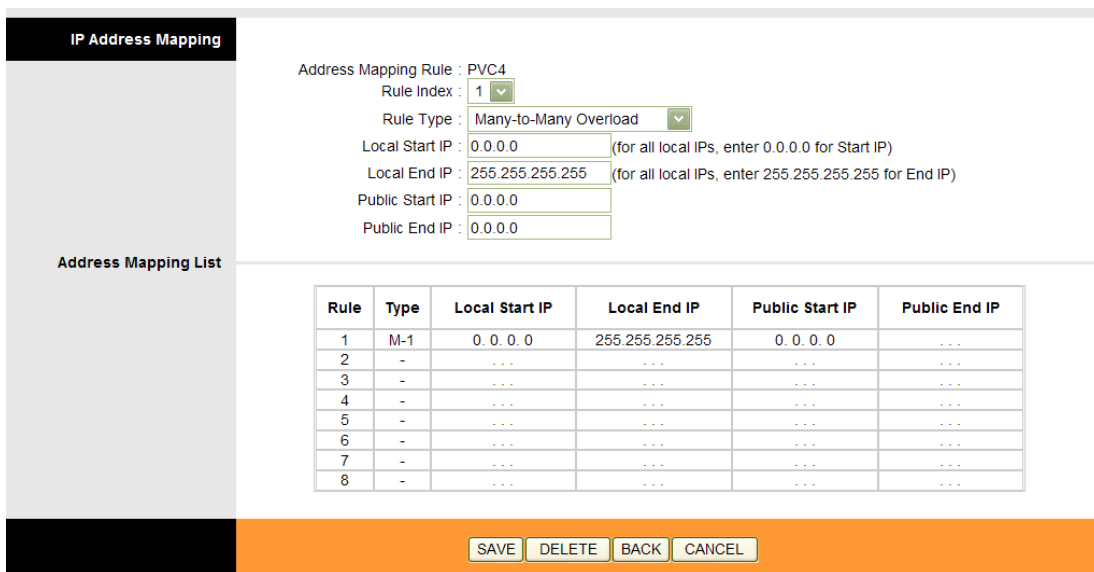 IP Address Mapping
Address Mapping Rule : PVC4
Rule Index : 1
Rule Type : Many-to-Many Overload
Local Start IP : 0.0.0.0 (for all local IPs, enter 0.0.0.0 for Start IP)
Local End IP : 255.255.255.255 (for all local IPs, enter 255.255.255.255 for End IP)
Public Start IP : 0.0.0.0
Public End IP : 0.0.0.0
Address Mapping List
Rule Type Local Start IP Local End IP Public Start IP Public End IP
1 M-1 0. 0. 0. 0 255.255.255.255 0. 0. 0. 0 . . .
2 - . . . . . . . . . . . .
3 - . . . . . . . . . . . .
4 - . . . . . . . . . . . .
5 - . . . . . . . . . . . .
6 - . . . . . . . . . . . .
7 - . . . . . . . . . . . .
8 - . . . . . . . . . . . .
SAVE DELETE BACK CANCEL